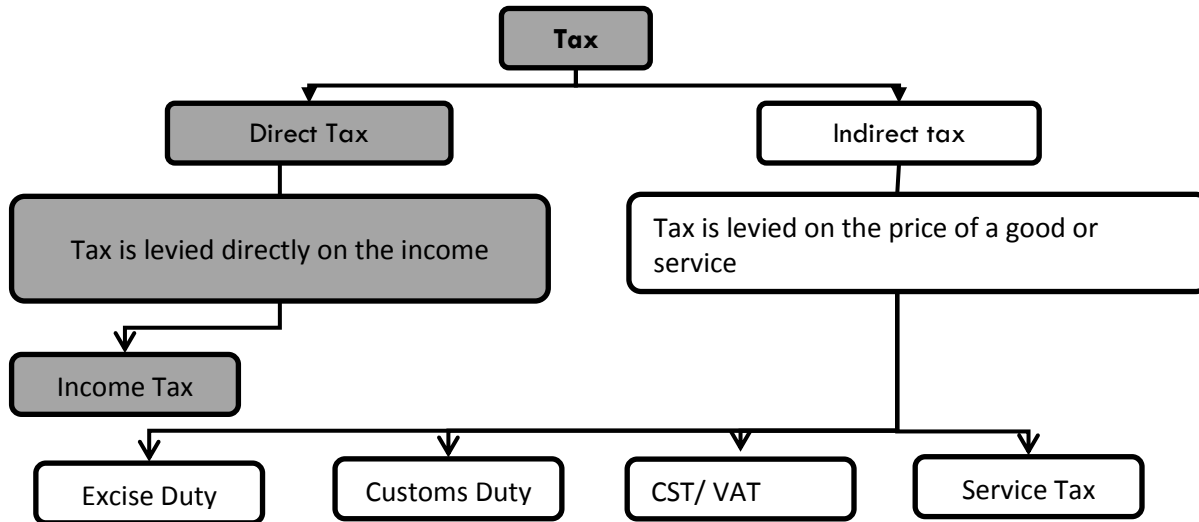 Tax
Direct Tax
Indirect tax
Tax is levied directly on the income
Tax is levied on the price of a good or
service
Income Tax
Excise Duty
Customs Duty
CST/ VAT
Service Tax